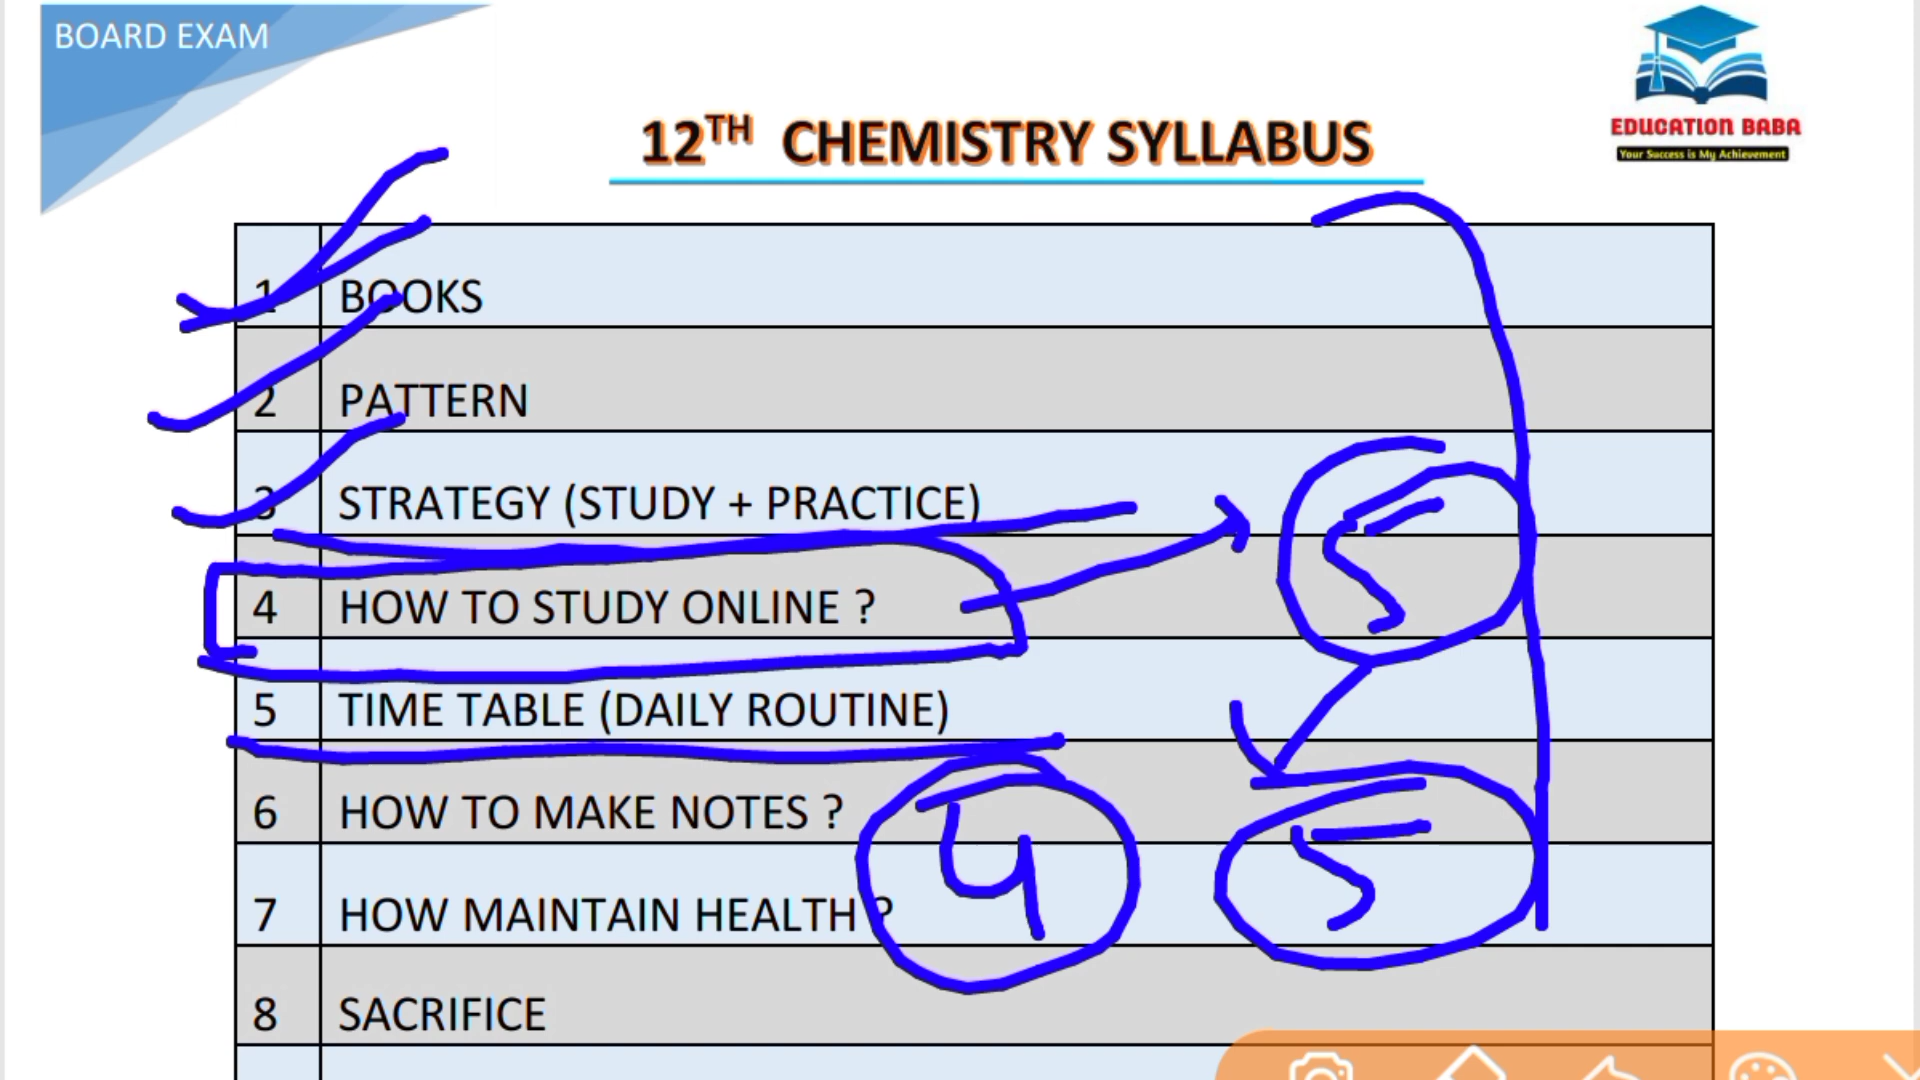 BOARD EXAM
12TH CHEMISTRY SYLLABUS
EDUCATION BABA
Your Success is My Achievement
1 BOOKS
2 PATTERN
3 STRATEGY (STUDY + PRACTICE)
5
4 HOW TO STUDY ONLINE ?
5 TIME TABLE (DAILY ROUTINE)
6 HOW TO MAKE NOTES ?
4 5
7 HOW MAINTAIN HEALTH ?
8 SACRIFICE